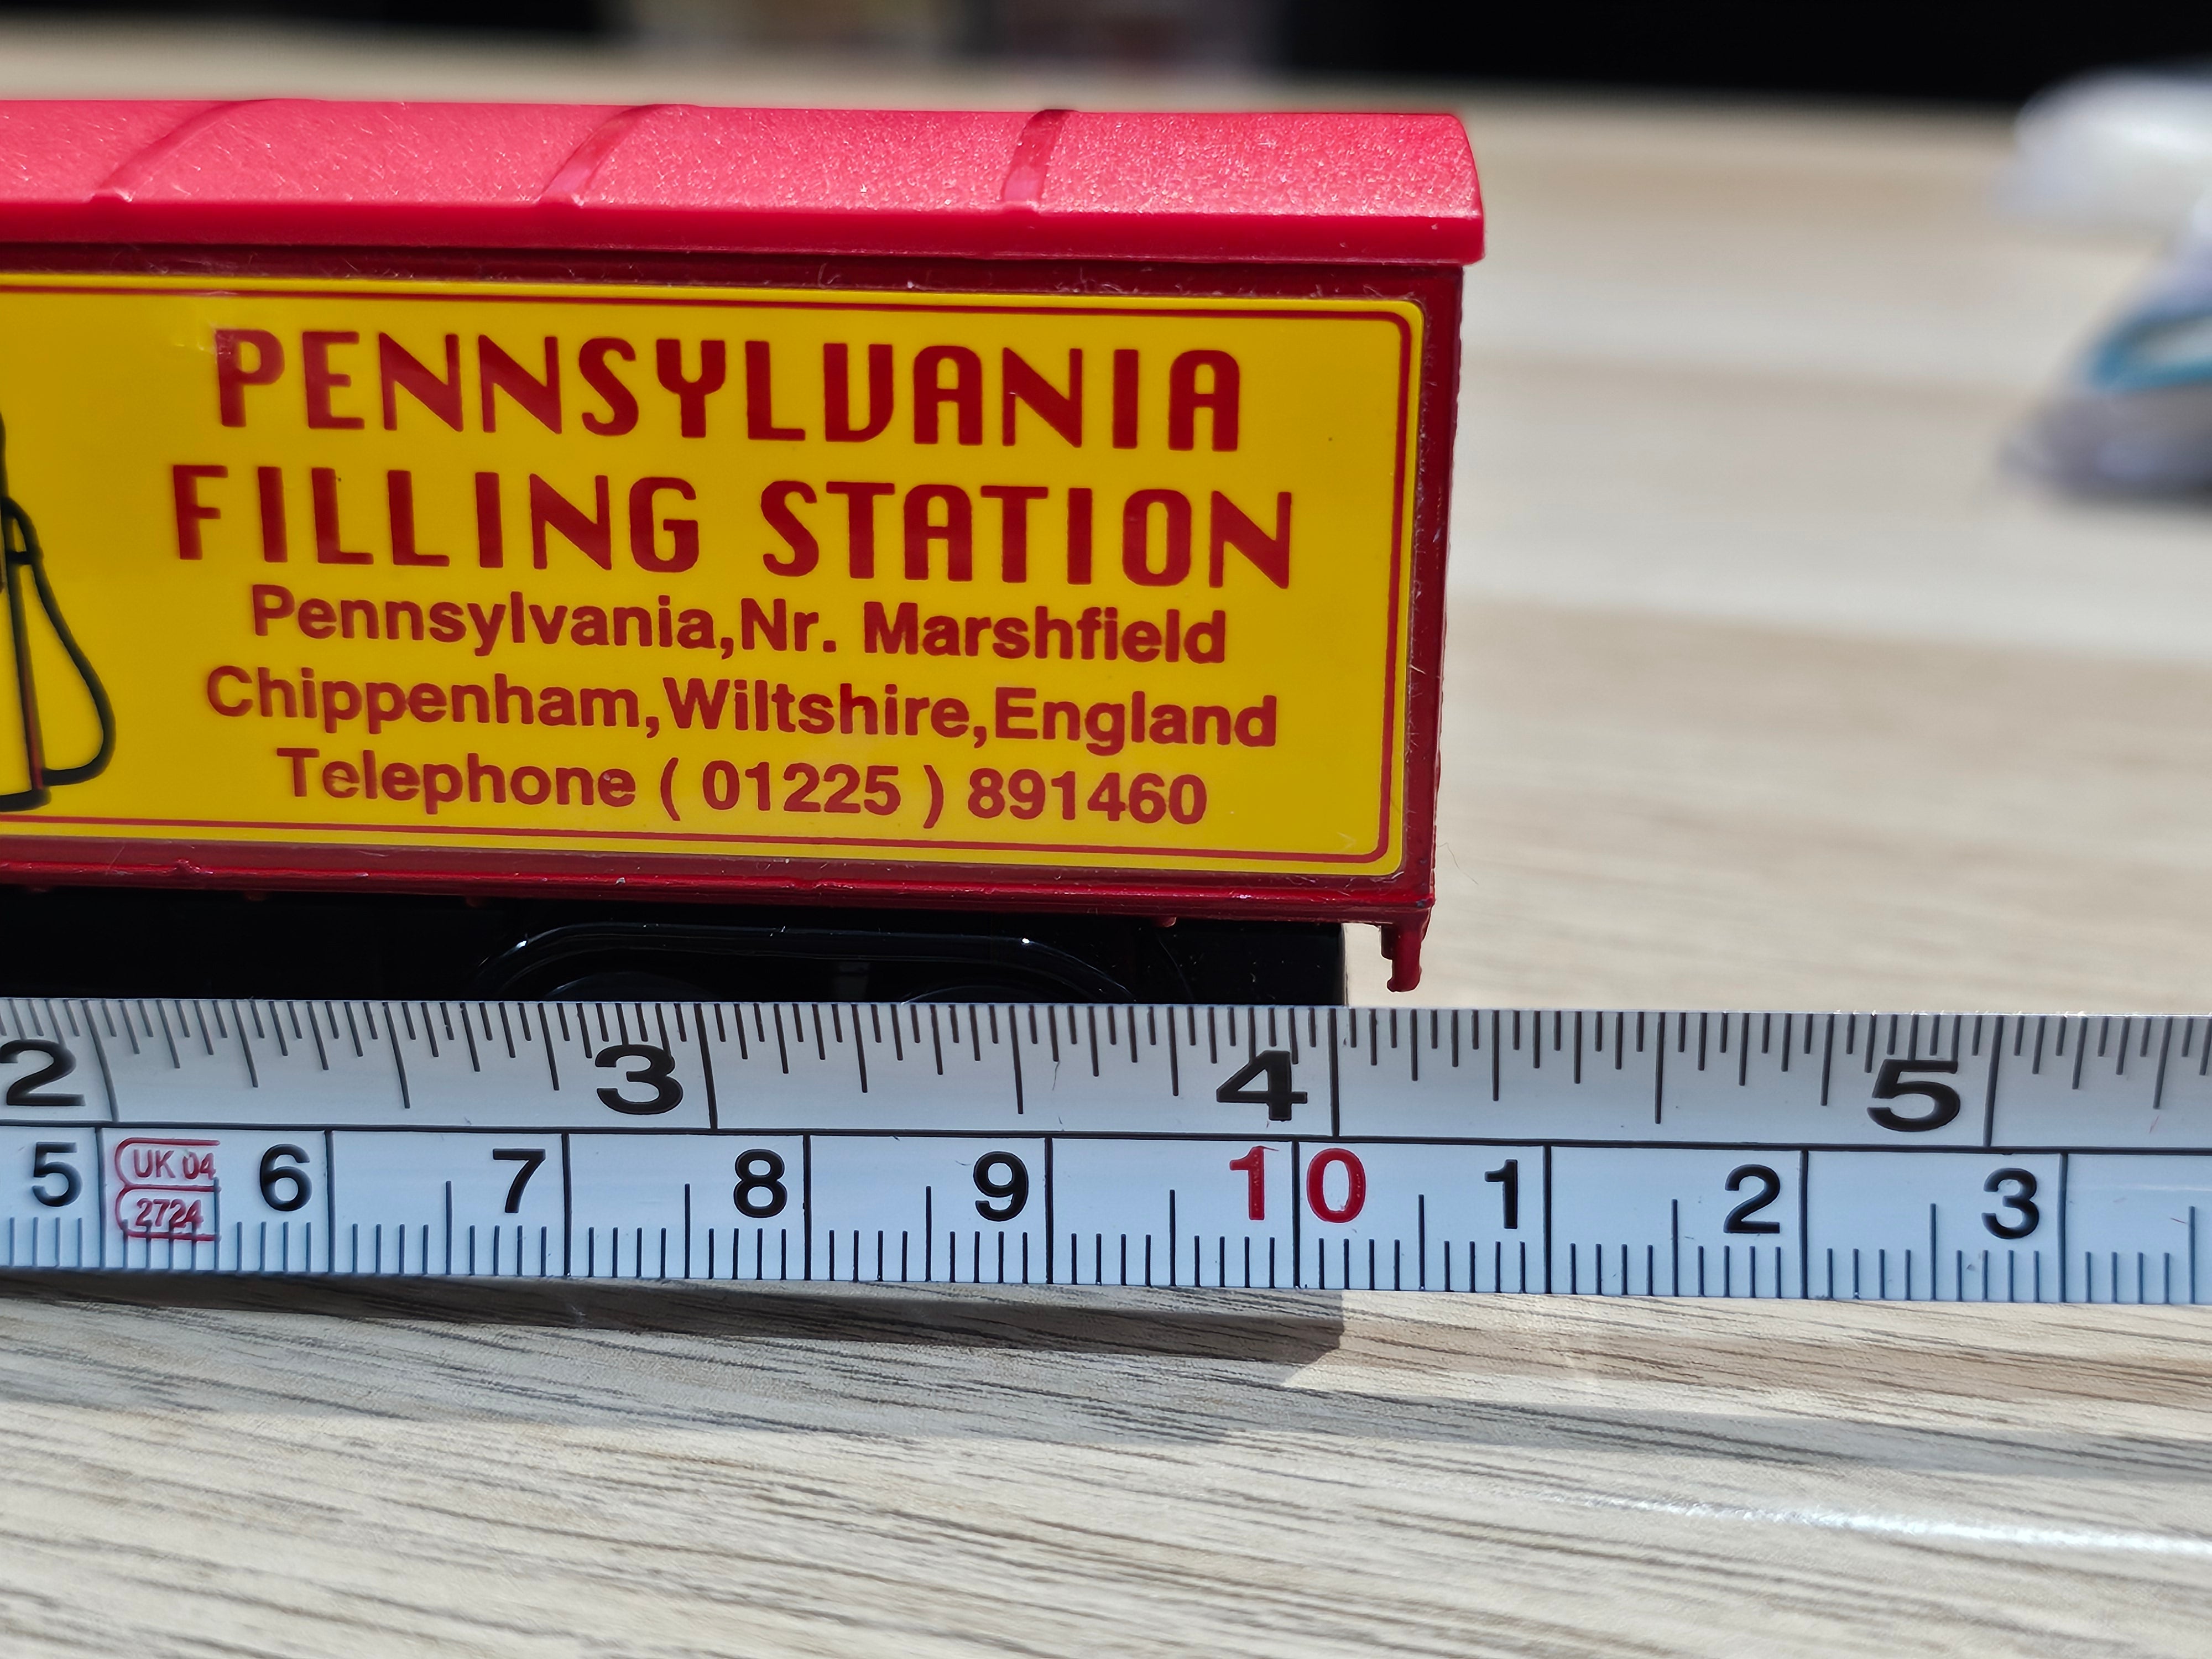 PENNSYLVANIA
FILLING STATION
Pennsylvania,Nr. Marshfield
Chippenham,Wiltshire,England
Telephone ( 01225 ) 891460
2 3 4 5
5 UK 04 6 7 8 9 10 1 2 3
2724